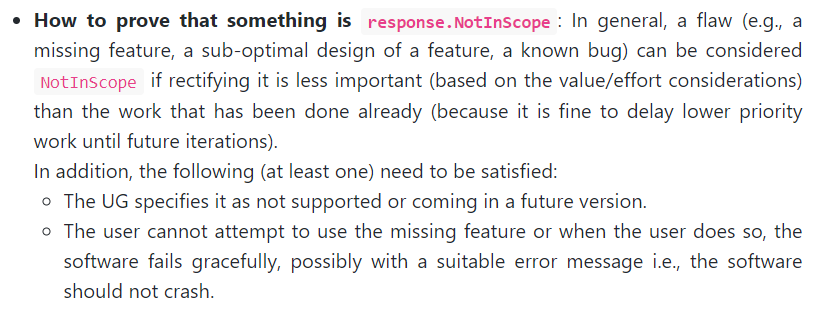 • How to prove that something is response.NotInScope: In general, a flaw (e.g., a
missing feature, a sub-optimal design of a feature, a known bug) can be considered
NotInScope if rectifying it is less important (based on the value/effort considerations)
than the work that has been done already (because it is fine to delay lower priority
work until future iterations).
In addition, the following (at least one) need to be satisfied:
◦ The UG specifies it as not supported or coming in a future version.
◦ The user cannot attempt to use the missing feature or when the user does so, the
software fails gracefully, possibly with a suitable error message i.e., the software
should not crash.